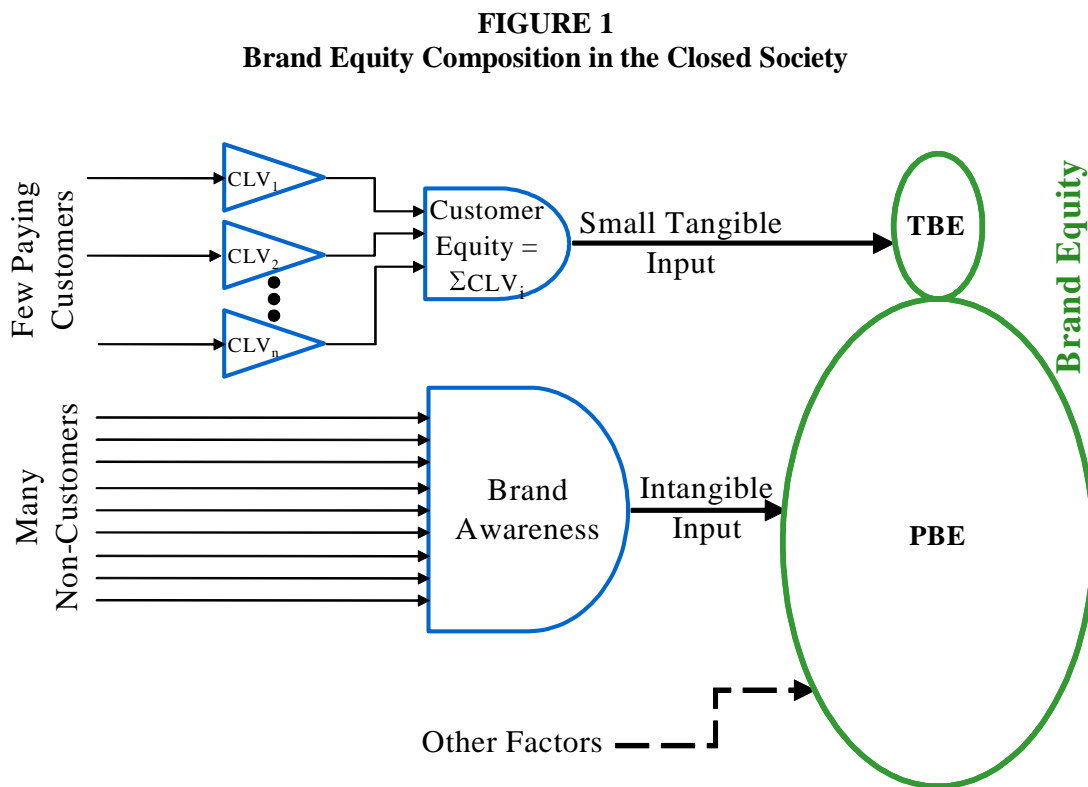 FIGURE 1
Brand Equity Composition in the Closed Society
Few Paying
Customers
CLV₁
CLV₂
CLVₙ
Customer
Equity =
ΣCLVᵢ
Small Tangible
Input
TBE
Brand Equity
Many
Non-Customers
Brand
Awareness
Intangible
Input
PBE
Other Factors